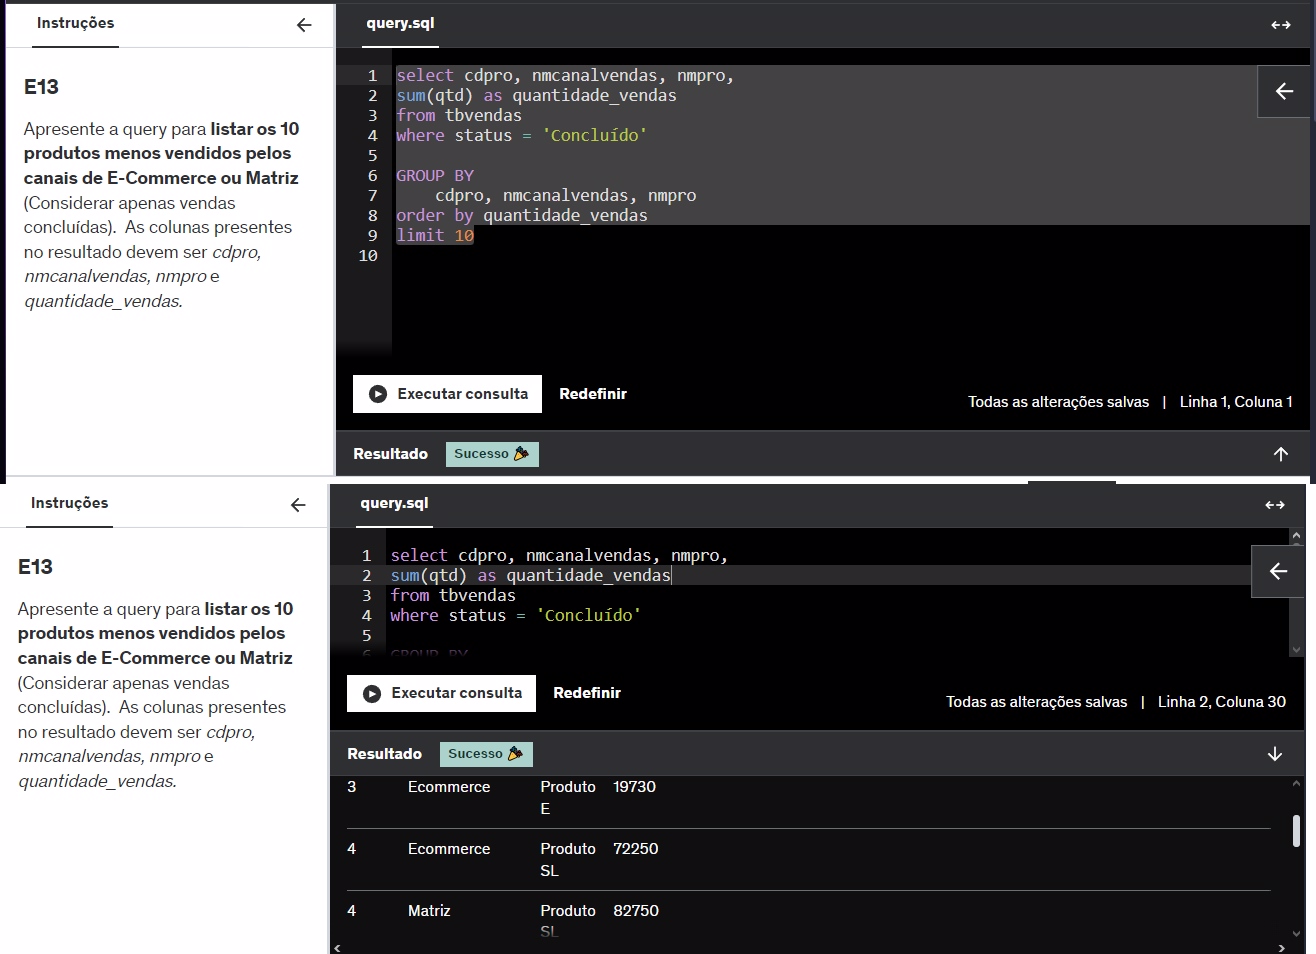 Instruções
query.sql
E13
Apresente a query para listar os 10
produtos menos vendidos pelos
canais de E-Commerce ou Matriz
(Considerar apenas vendas
concluídas).  As colunas presentes
no resultado devem ser cdpro,
nmcanalvendas, nmpro e
quantidade_vendas.
1 select cdpro, nmcanalvendas, nmpro,
2 sum(qtd) as quantidade_vendas
3 from tbvendas
4 where status = 'Concluído'
5
6 GROUP BY
7     cdpro, nmcanalvendas, nmpro
8 order by quantidade_vendas
9 limit 10
10
Executar consulta Redefinir
Todas as alterações salvas | Linha 1, Coluna 1
Resultado Sucesso
Instruções
query.sql
E13
Apresente a query para listar os 10
produtos menos vendidos pelos
canais de E-Commerce ou Matriz
(Considerar apenas vendas
concluídas).  As colunas presentes
no resultado devem ser cdpro,
nmcanalvendas, nmpro e
quantidade_vendas.
1 select cdpro, nmcanalvendas, nmpro,
2 sum(qtd) as quantidade_vendas
3 from tbvendas
4 where status = 'Concluído'
5
6 GROUP BY
Executar consulta Redefinir
Todas as alterações salvas | Linha 2, Coluna 30
Resultado Sucesso
3 Ecommerce Produto 19730
E
4 Ecommerce Produto 72250
SL
4 Matriz Produto 82750
SL